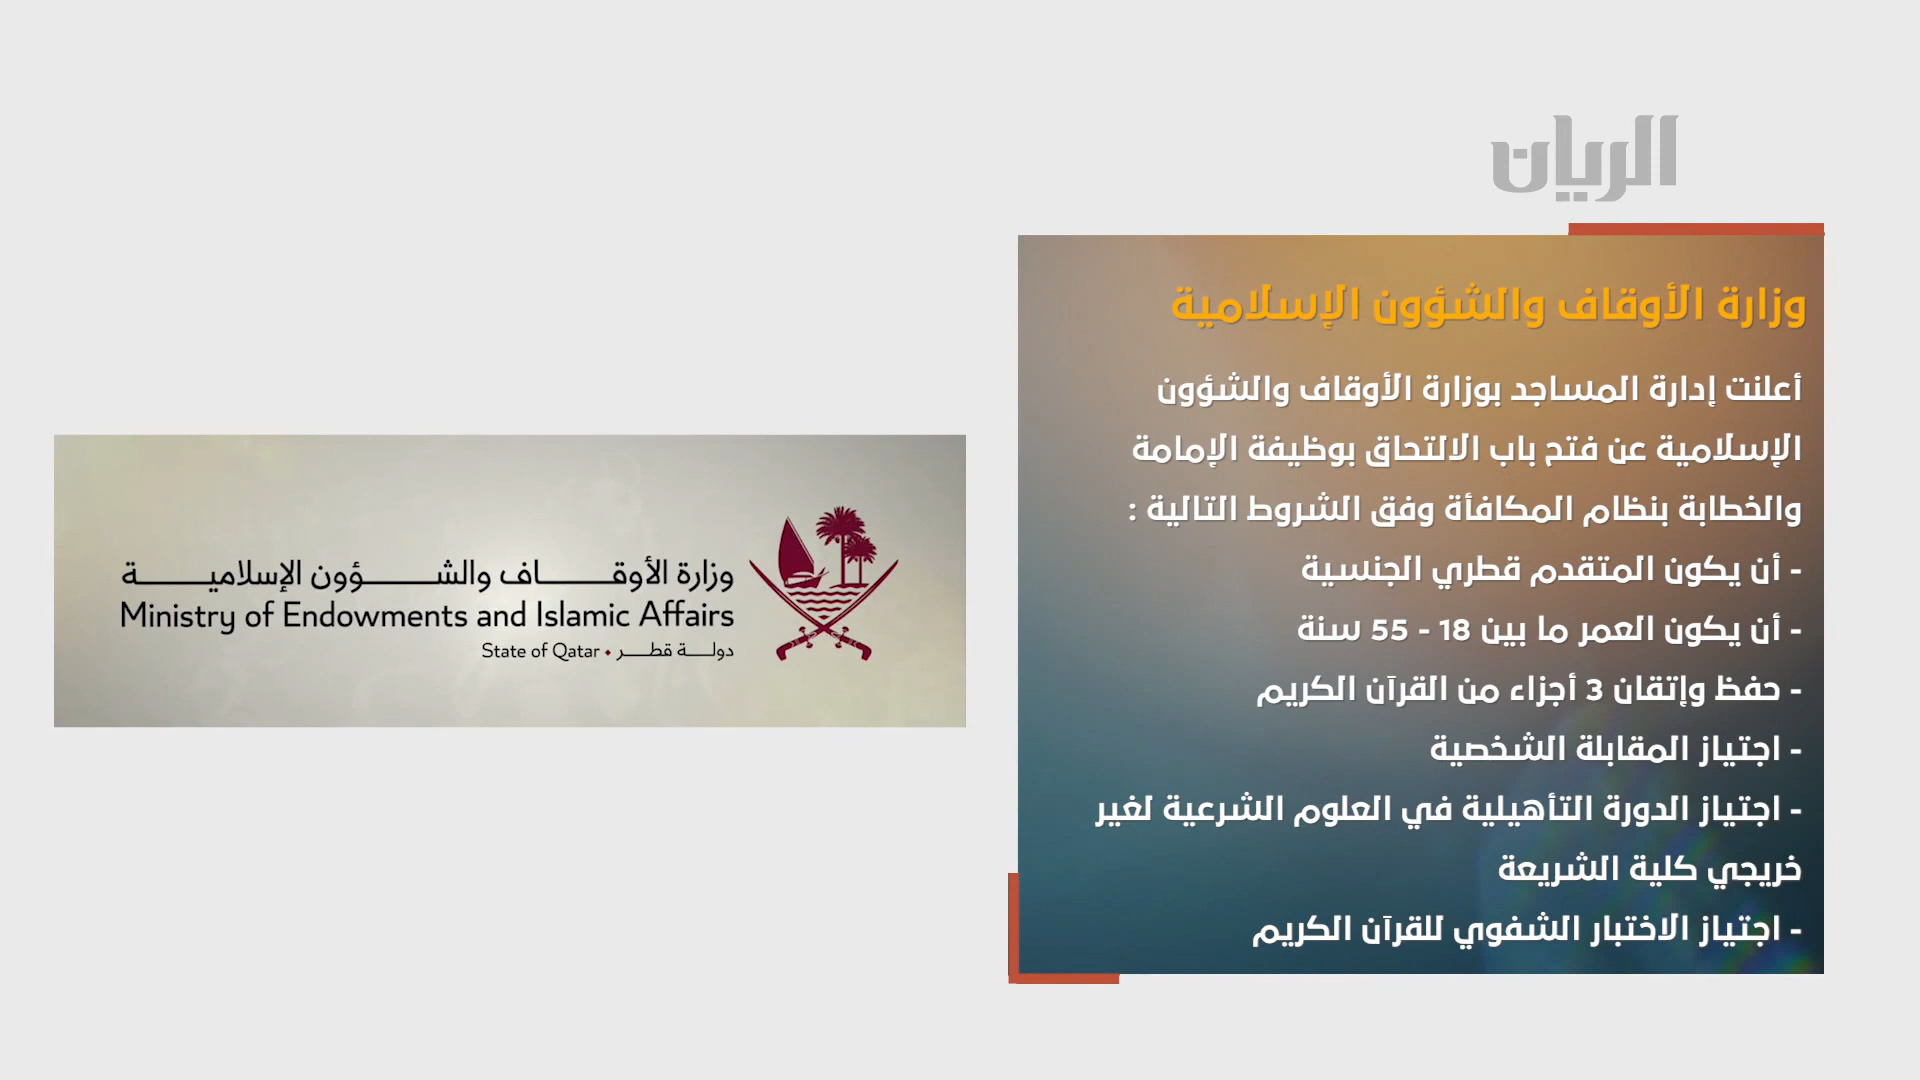 الريان
وزارة الأوقاف والشؤون الإسلامية
أعلنت إدارة المساجد بوزارة الأوقاف والشؤون
الإسلامية عن فتح باب الالتحاق بوظيفة الإمامة
والخطابة بنظام المكافأة وفق الشروط التالية :
- أن يكون المتقدم قطري الجنسية
- أن يكون العمر ما بين 18 - 55 سنة
- حفظ وإتقان 3 أجزاء من القرآن الكريم
- اجتياز المقابلة الشخصية
- اجتياز الدورة التأهيلية في العلوم الشرعية لغير
خريجي كلية الشريعة
- اجتياز الاختبار الشفوي للقرآن الكريم
وزارة الأوقـــــــاف والشـــــــؤون الإسلاميـــــــة
Ministry of Endowments and Islamic Affairs
دولـــة قطـــر • State of Qatar